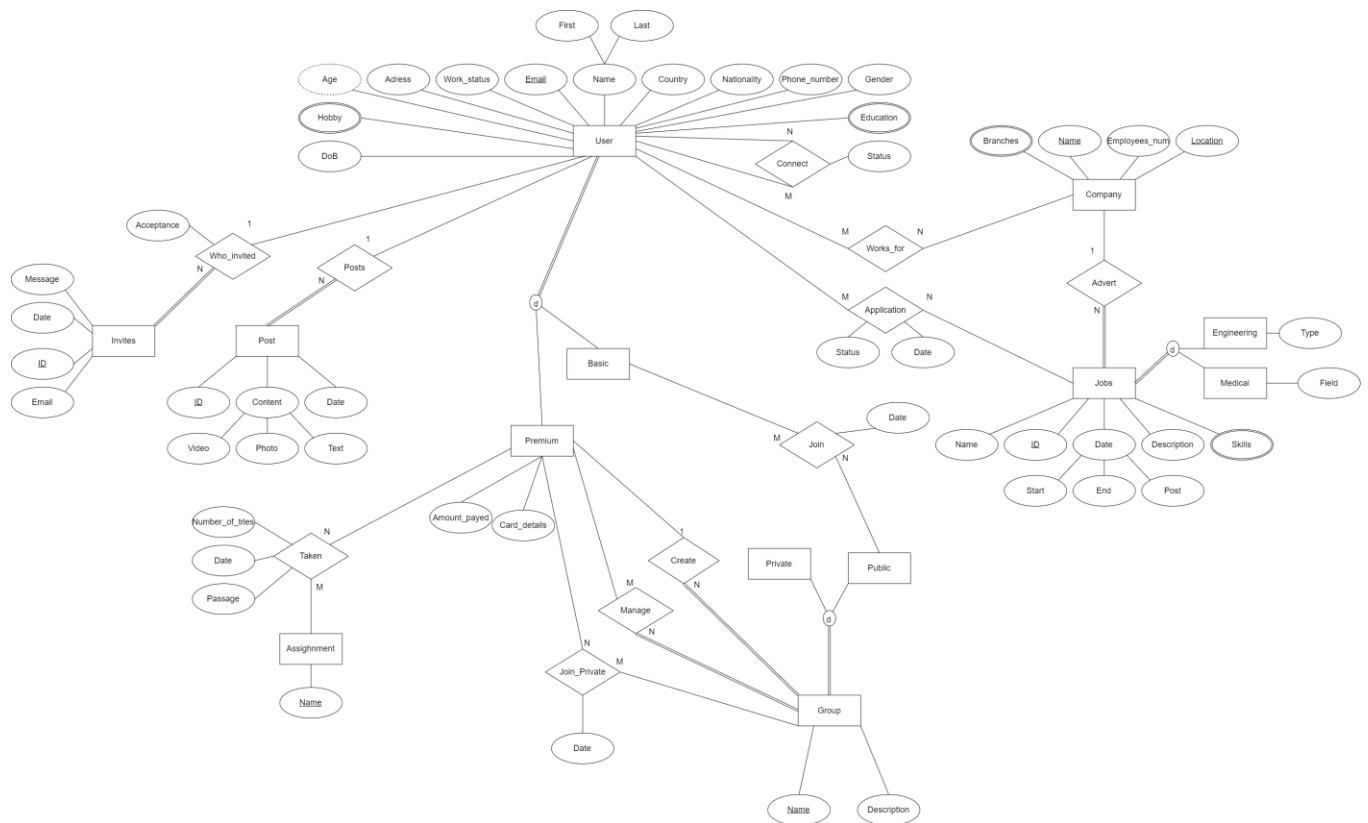 First
Last
Age
Adress
Work_status
Email
Name
Country
Nationality
Phone_number
Gender
Hobby
Education
User
N
DoB
Connect
Status
M
Branches
Name
Employees_num
Location
Company
Acceptance
1
Who_invited
N
1
Posts
N
M
N
Works_for
1
Advert
N
Message
Date
ID
Email
Invites
Post
ID
Content
Date
Video
Photo
Text
d
Basic
M
N
Application
Status
Date
Engineering
Type
d
Medical
Field
Jobs
Name
ID
Date
Description
Skills
Start
End
Post
Date
M
Join
N
Premium
Amount_payed
Card_details
Number_of_tries
Date
Passage
N
Taken
M
Assighnment
Name
1
Create
N
Private
Public
d
M
Manage
N
N
M
Join_Private
Date
Group
Name
Description